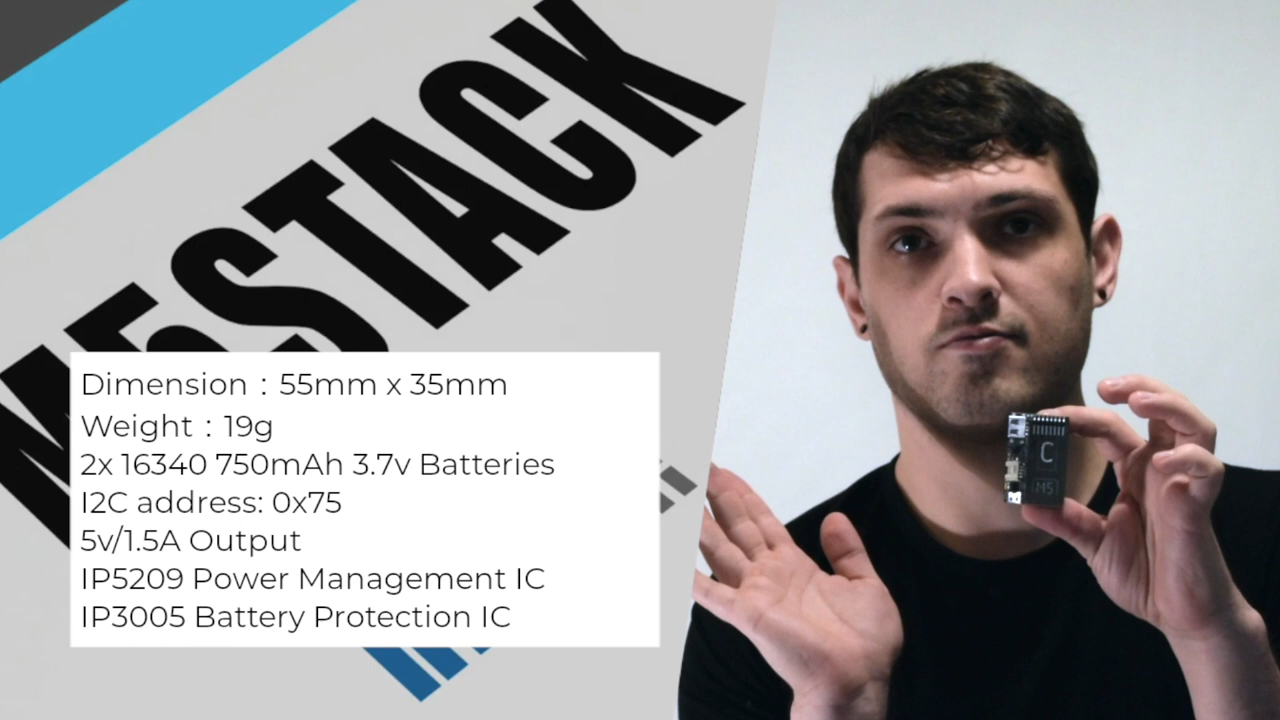 M5STACK
Dimension：55mm x 35mm
Weight：19g
2x 16340 750mAh 3.7v Batteries
I2C address: 0x75
5v/1.5A Output
IP5209 Power Management IC
IP3005 Battery Protection IC
C
M5